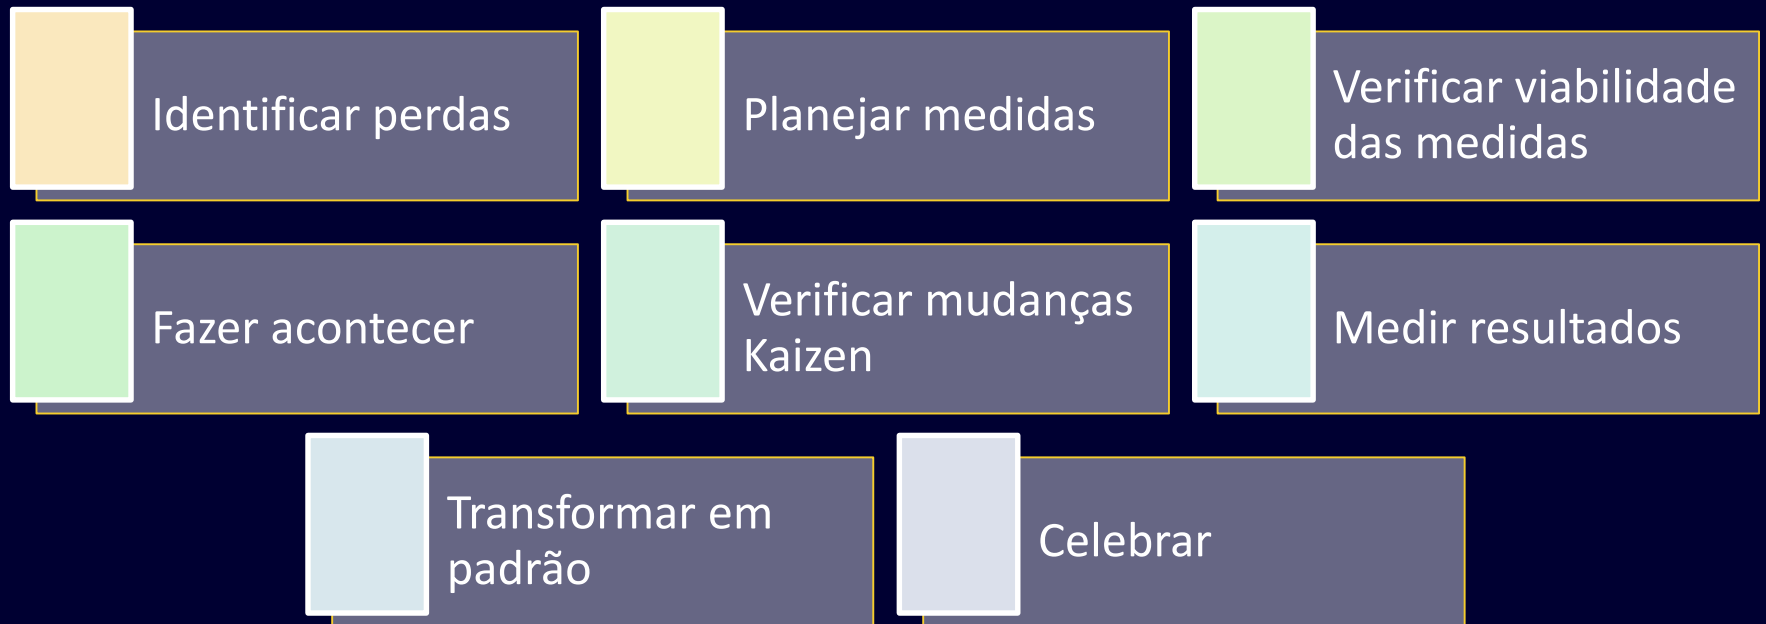 Identificar perdas
Planejar medidas
Verificar viabilidade
das medidas
Fazer acontecer
Verificar mudanças
Kaizen
Medir resultados
Transformar em
padrão
Celebrar